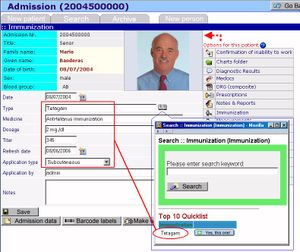 Admission (2004500000)
New patient
Search
Archive
New person
:: Immunization
Admission Nr. 2004500000
Title: Senor
Family name: Mario
Given name: Banderas
Date of birth: 08/07/2004
Sex: male
Blood group: AB
Options for this patient
Confirmation of inability to work
Charts folder
Diagnostic Results
Medocs
DRG (composite)
Prescriptions
Notes & Reports
Immunization
Date 08/07/2004
Type Tetagam
Medicine Antitetanus immunization
Dosage 2 mg /dl
Titer 345
Refresh date 08/06/2006
Application type Subcutaneous
Application by admin
Notes
Save
Admission data
Barcode labels
Make
Search :: Immunization (Immunization) - Mozilla
Search :: Immunization (Immunization)
Please enter search keyword:
Search
Top 10 Quicklist
Immunization
Tetagam
Yes, this one!